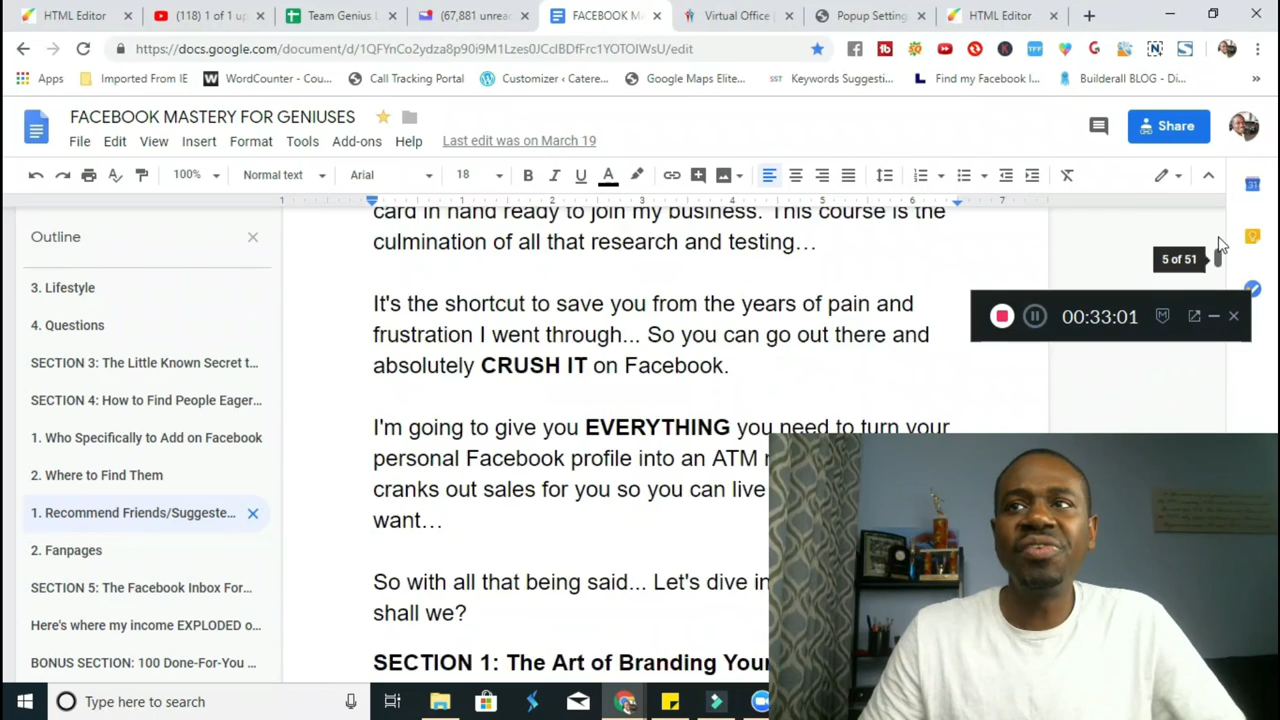 HTML Editor
(118) 1 of 1 u
Team Genius
(67,881 unrea
FACEBOOK M
Virtual Office |
Popup Setting
HTML Editor
https://docs.google.com/document/d/1QFYnCo2ydza8p90i9M1Lzes0JCclBDfFrc1YOTOIWsU/edit
Apps
Imported From IE
WordCounter - Cou...
Call Tracking Portal
Customizer ‹ Catere...
Google Maps Elite...
Keywords Suggesti...
Find my Facebook I...
Builderall BLOG - Di...
FACEBOOK MASTERY FOR GENIUSES
File Edit View Insert Format Tools Add-ons Help Last edit was on March 19
Share
100% Normal text Arial 18
1 1 2 3 4 5 6 7
Outline
3. Lifestyle
4. Questions
SECTION 3: The Little Known Secret t...
SECTION 4: How to Find People Eager...
1. Who Specifically to Add on Facebook
2. Where to Find Them
1. Recommend Friends/Suggeste...
2. Fanpages
SECTION 5: The Facebook Inbox For...
Here's where my income EXPLODED o...
BONUS SECTION: 100 Done-For-You ...
card in hand ready to join my business. This course is the
culmination of all that research and testing…
It's the shortcut to save you from the years of pain and
frustration I went through... So you can go out there and
absolutely CRUSH IT on Facebook.
I'm going to give you EVERYTHING you need to turn your
personal Facebook profile into an ATM
cranks out sales for you so you can live
want…
So with all that being said... Let's dive in
shall we?
SECTION 1: The Art of Branding Your
5 of 51
00:33:01
Type here to search